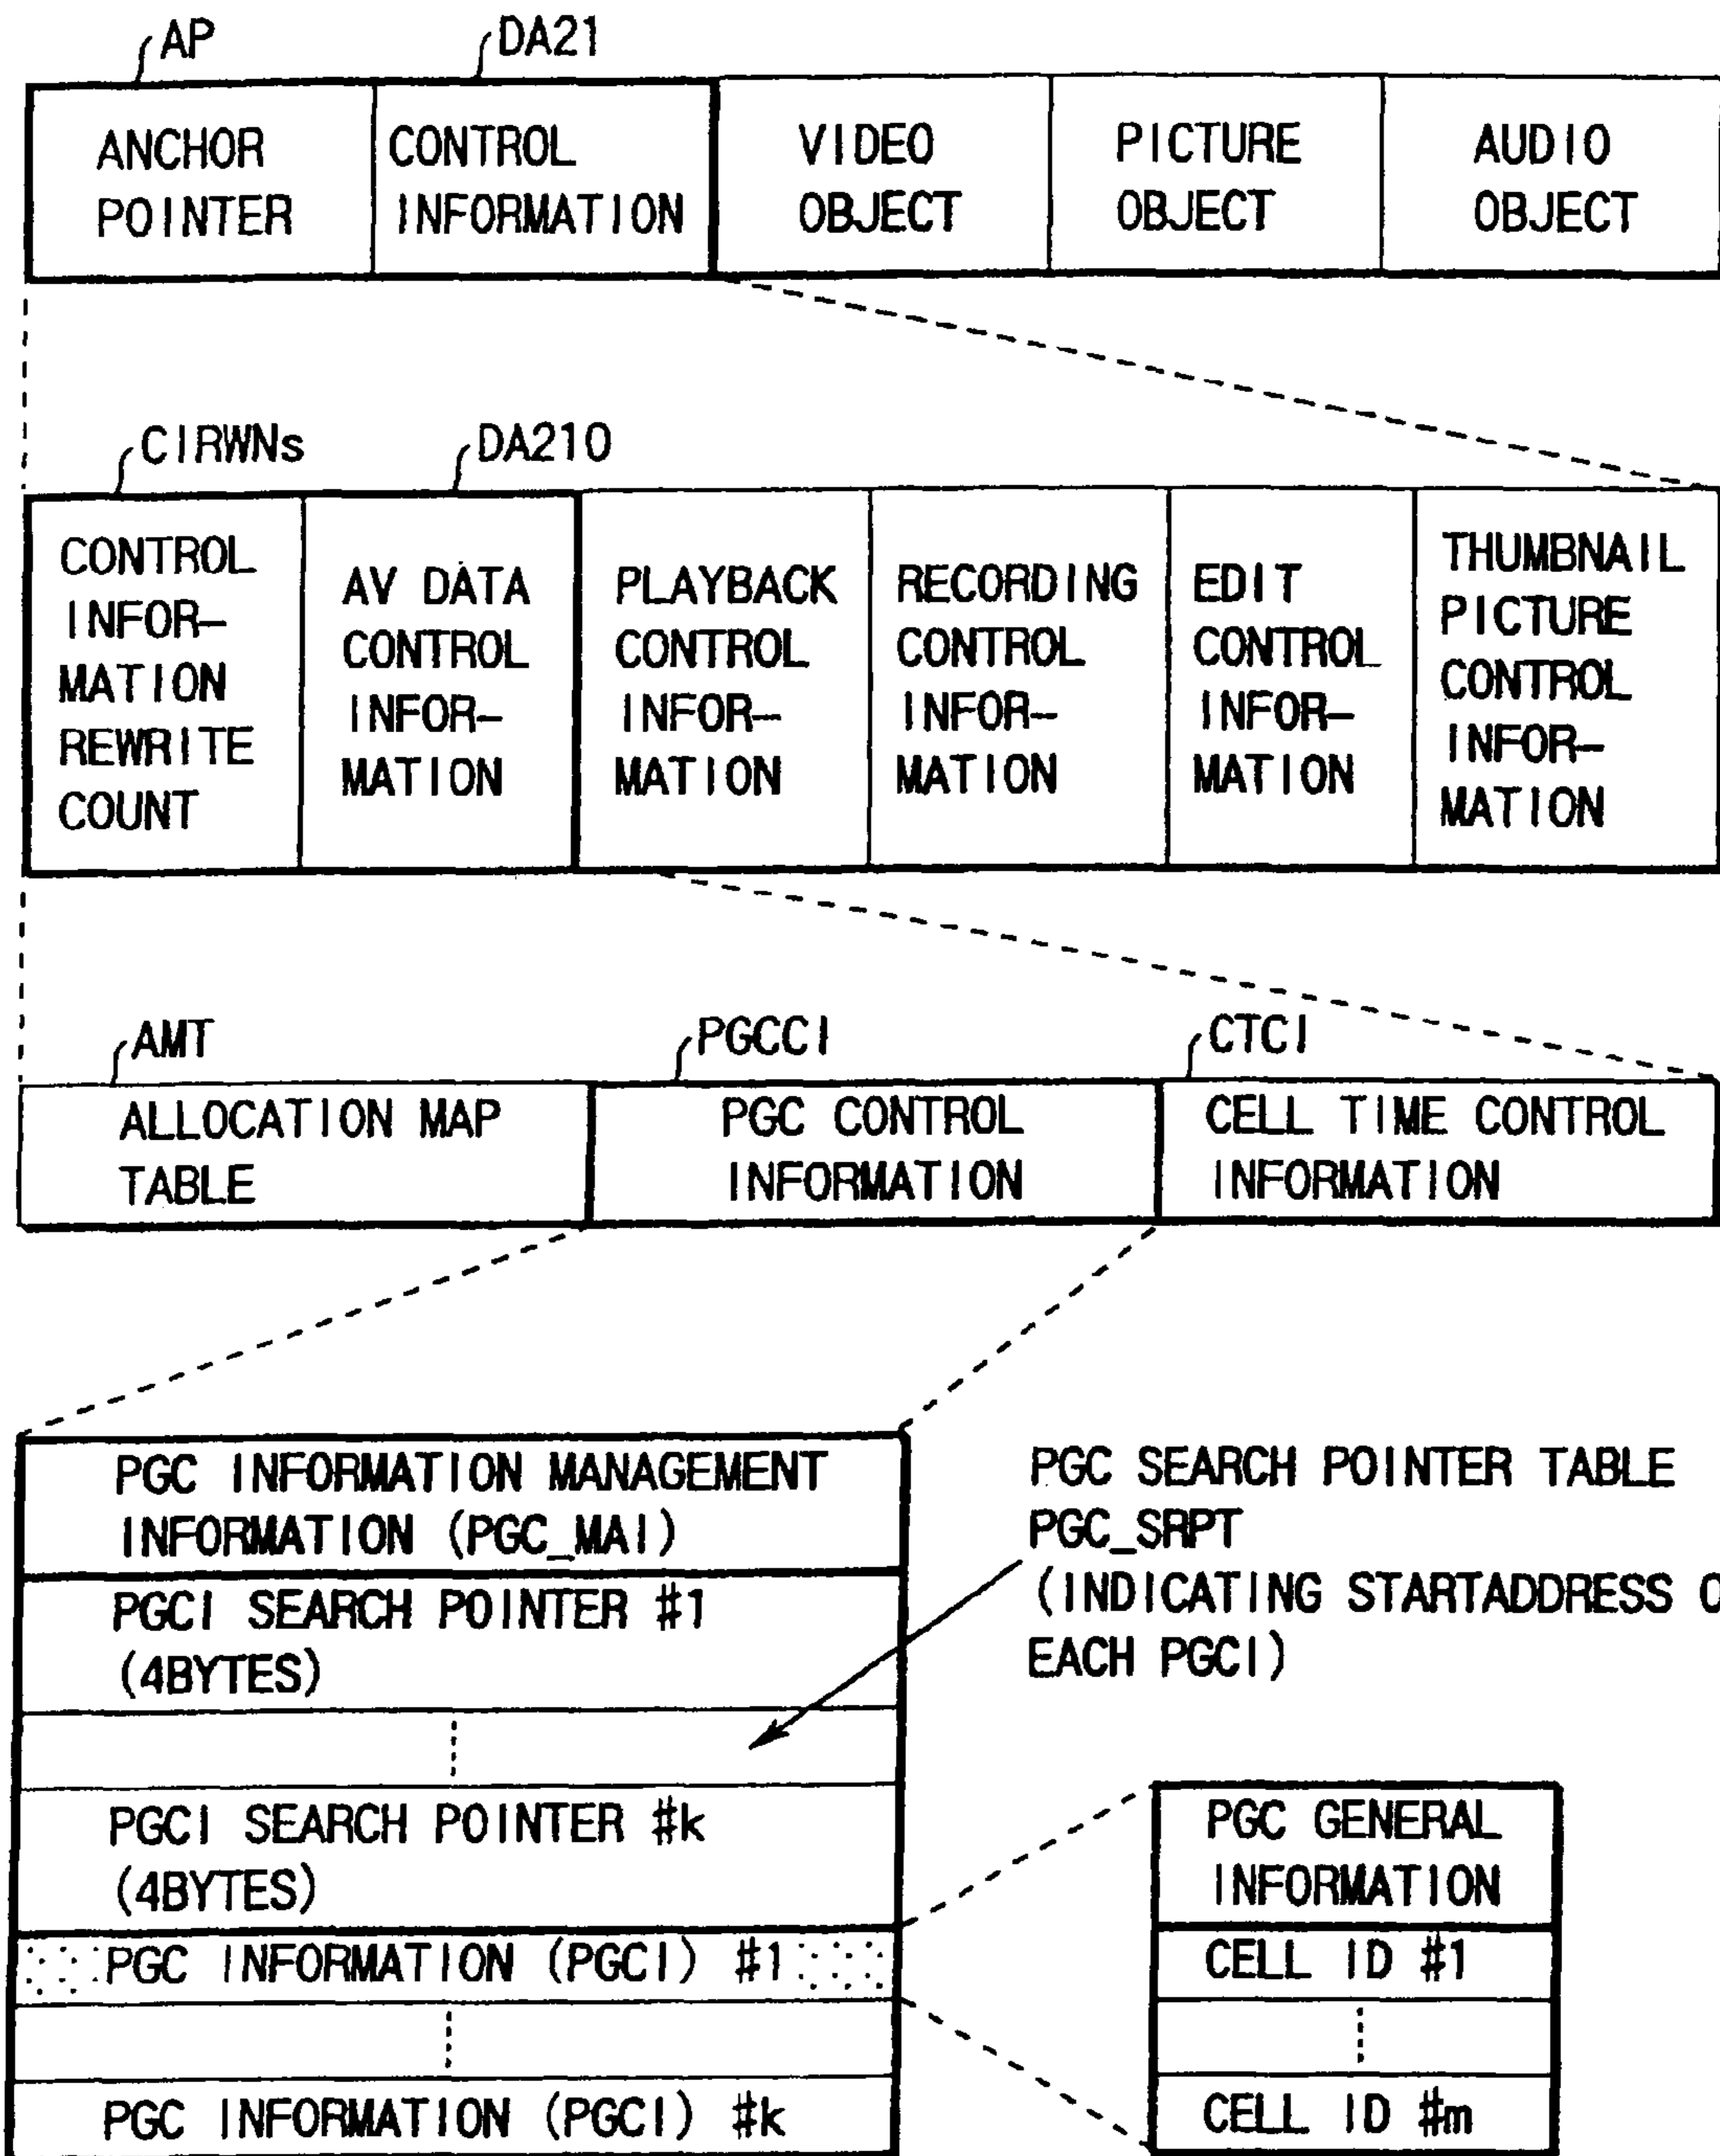 AP
DA21
ANCHOR
POINTER
CONTROL
INFORMATION
VIDEO
OBJECT
PICTURE
OBJECT
AUDIO
OBJECT
CIRWNs
DA210
CONTROL
INFOR-
MATION
REWRITE
COUNT
AV DATA
CONTROL
INFOR-
MATION
PLAYBACK
CONTROL
INFOR-
MATION
RECORDING
CONTROL
INFOR-
MATION
EDIT
CONTROL
INFOR-
MATION
THUMBNAIL
PICTURE
CONTROL
INFOR-
MATION
AMT
PGCCI
CTCI
ALLOCATION MAP
TABLE
PGC CONTROL
INFORMATION
CELL TIME CONTROL
INFORMATION
PGC INFORMATION MANAGEMENT
INFORMATION (PGC_MAI)
PGCI SEARCH POINTER #1
(4BYTES)
PGCI SEARCH POINTER #k
(4BYTES)
PGC INFORMATION (PGCI) #1
PGC INFORMATION (PGCI) #k
PGC SEARCH POINTER TABLE
PGC_SRPT
(INDICATING STARTADDRESS
EACH PGCI)
PGC GENERAL
INFORMATION
CELL ID #1
CELL ID #m